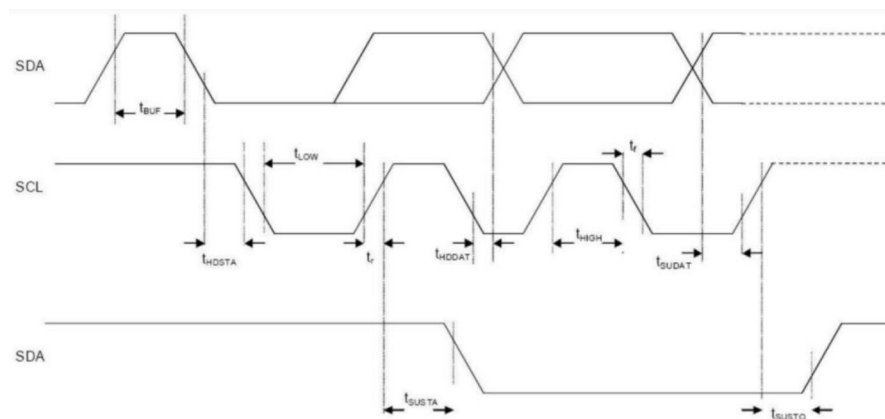 SDA
tBUF
tLOW
tf
SCL
tHDSTA
tr
tHDDAT
tHIGH
tSUDAT
SDA
tSUSTA
tSUSTO